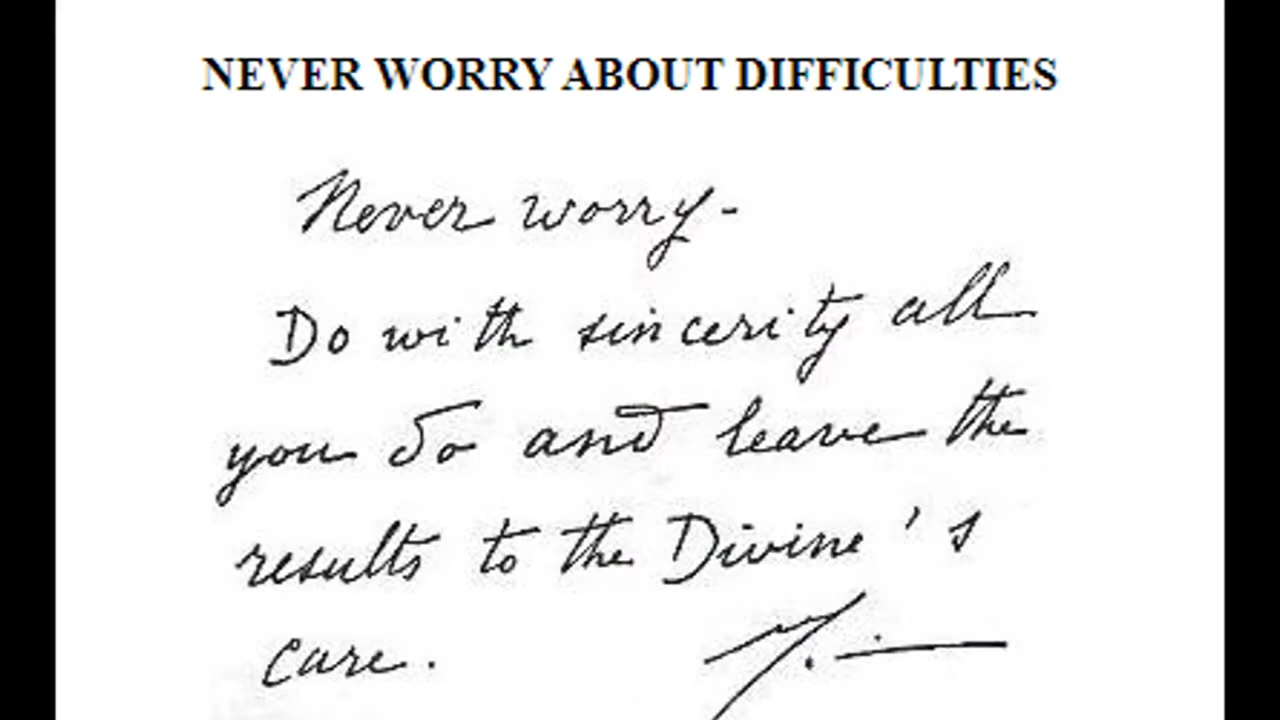 NEVER WORRY ABOUT DIFFICULTIES
Never worry -
Do with sincerity all
you do and leave the
results to the Divine's
care.